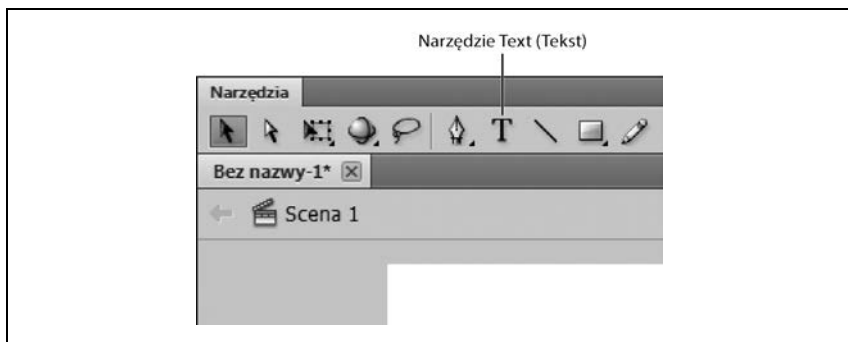 Narzędzie Text (Tekst)
Narzędzia
T
Bez nazwy-1*
Scena 1